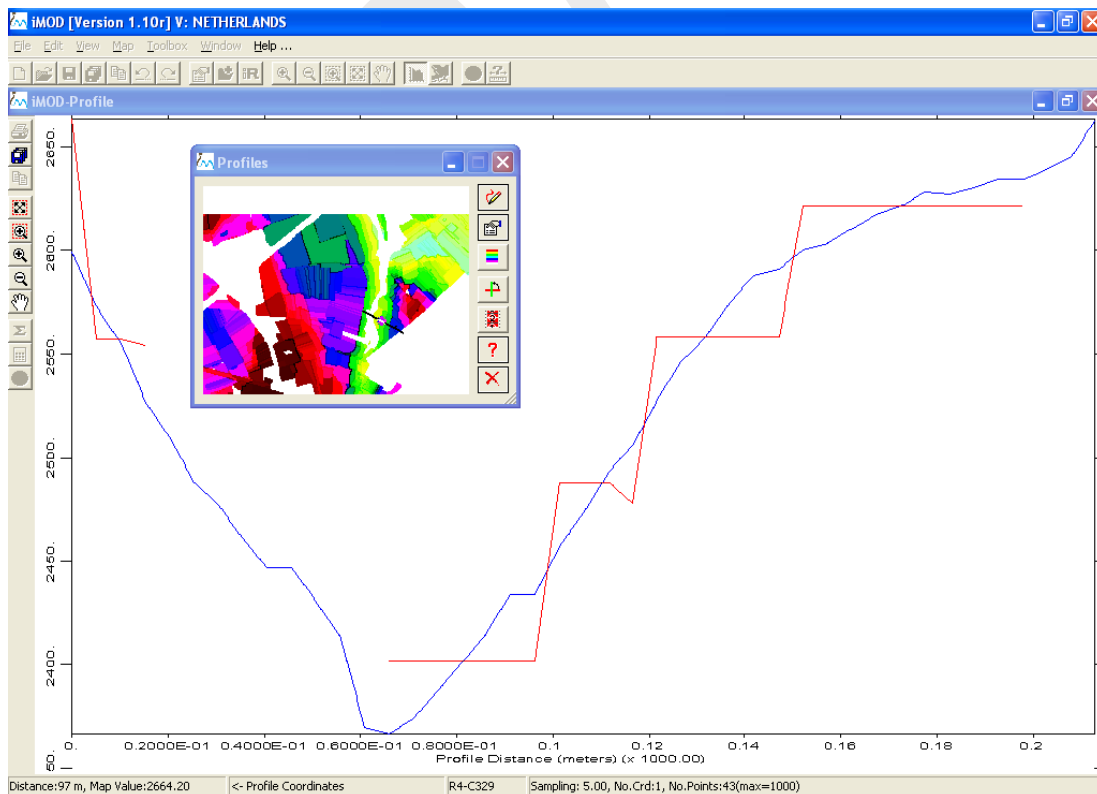 iMOD [Version 1.10r] V: NETHERLANDS
File Edit View Map Toolbox Window Help ...
iMOD-Profile
Profiles
2650.
2600.
2550.
2500.
2450.
2400.
50.
0. 0.2000E-01 0.4000E-01 0.6000E-01 0.8000E-01 0.1 0.12 0.14 0.16 0.18 0.2
Profile Distance (meters) (x 1000.00)
Distance:97 m, Map Value:2664.20 <- Profile Coordinates R4-C329 Sampling: 5.00, No.Crd:1, No.Points:43(max=1000)